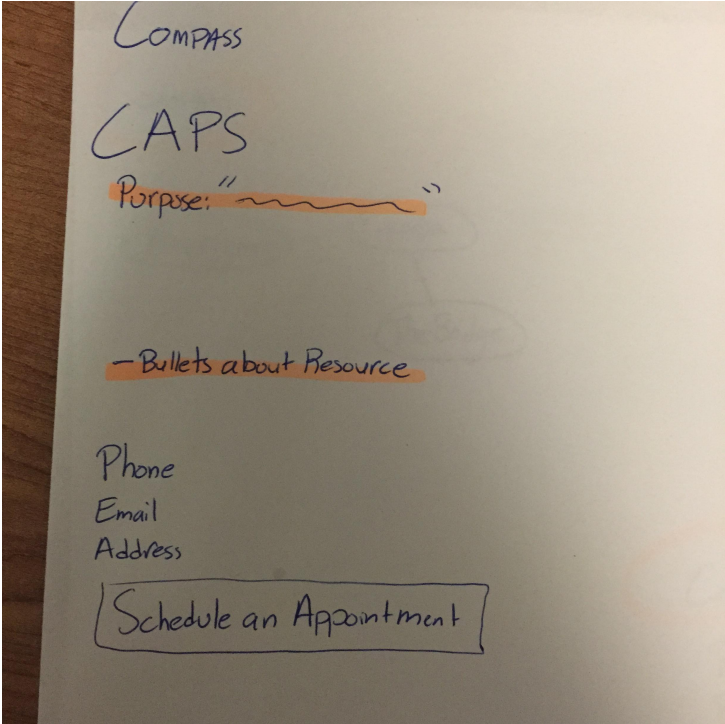 Compass
CAPS
Purpose: " "
- Bullets about Resource
Phone
Email
Address
Schedule an Appointment